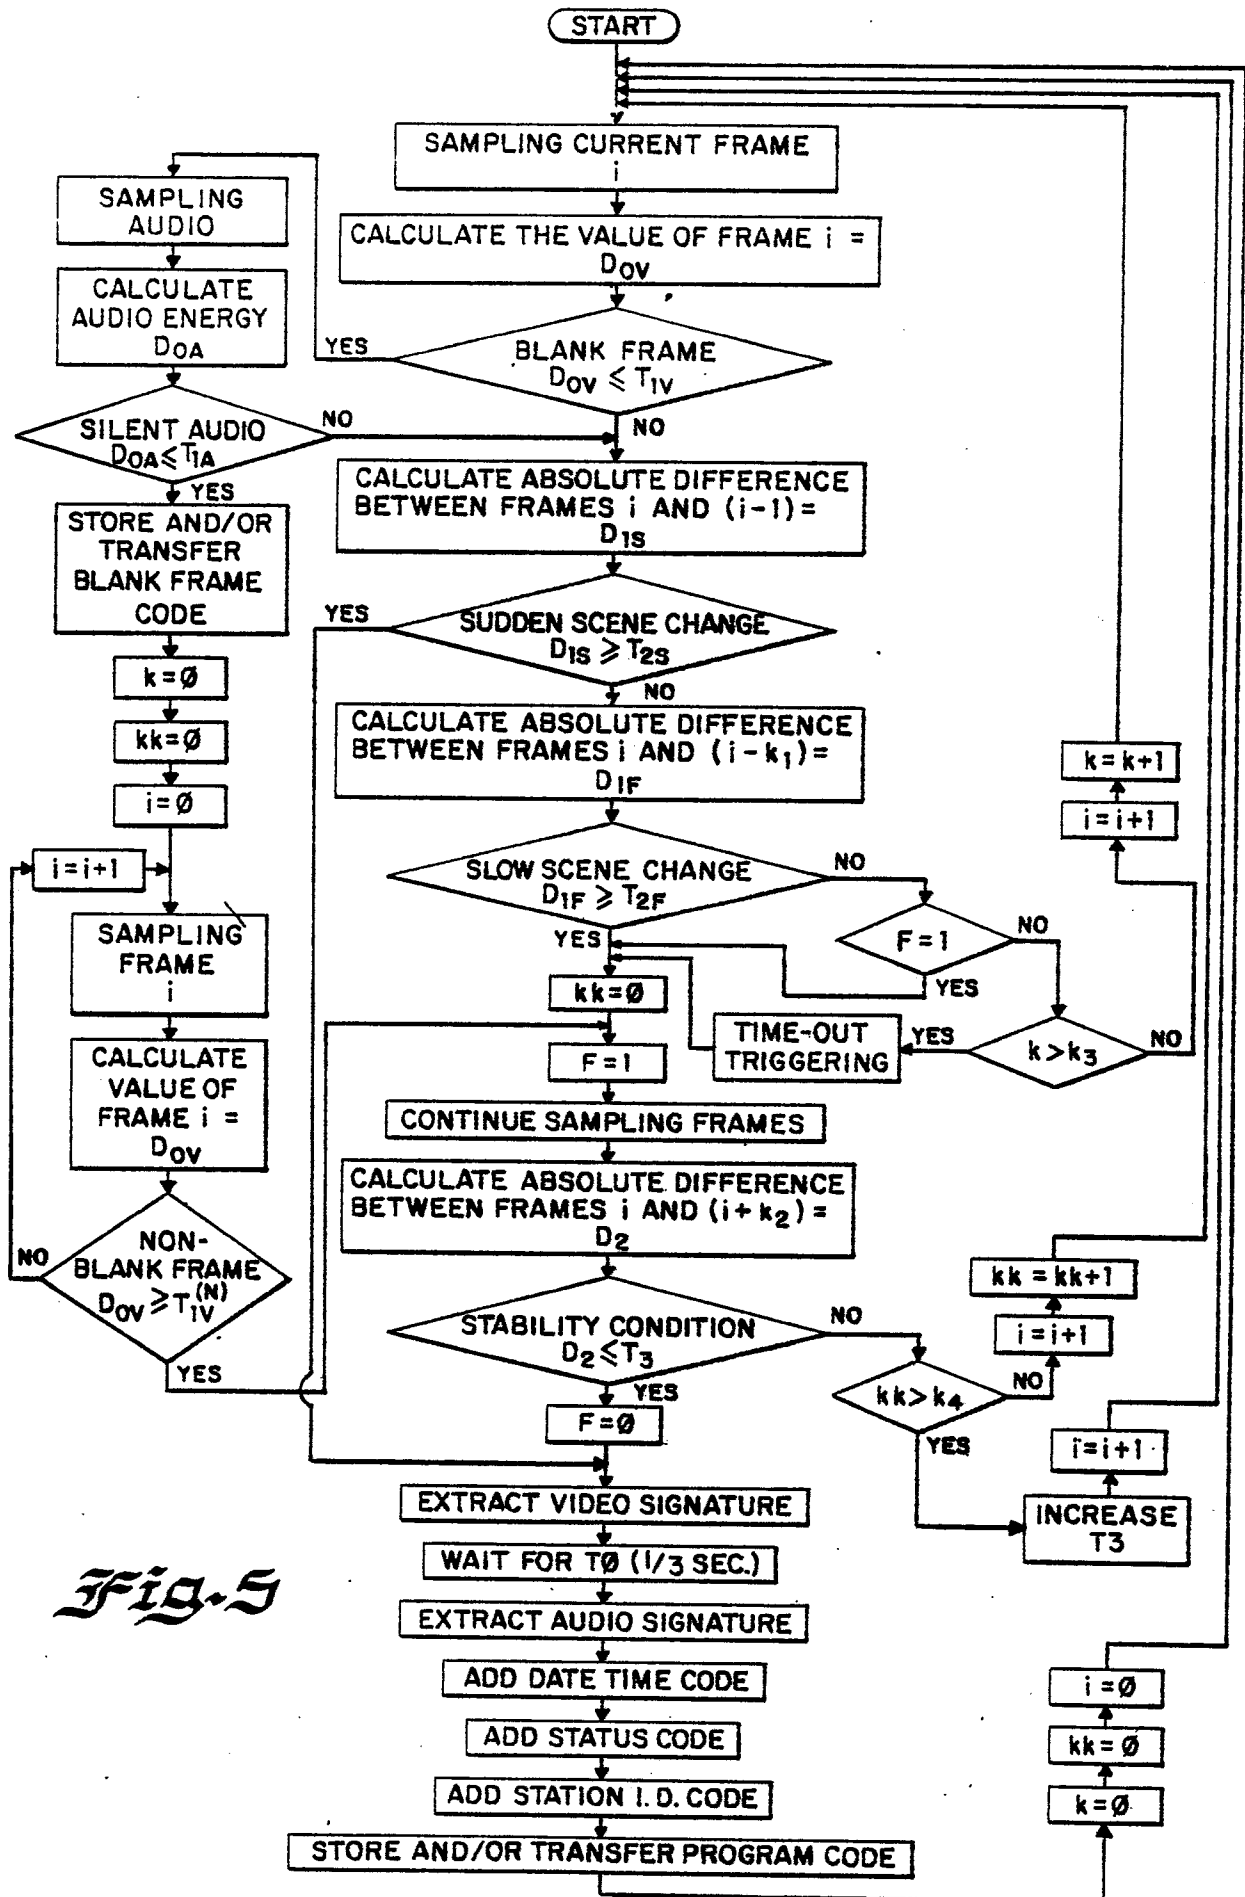 START
SAMPLING CURRENT FRAME
i
CALCULATE THE VALUE OF FRAME i =
D0V
BLANK FRAME
D0V ⩽ T1V
YES
NO
SAMPLING
AUDIO
CALCULATE
AUDIO ENERGY
D0A
SILENT AUDIO
D0A ⩽ T1A
NO
YES
STORE AND/OR
TRANSFER
BLANK FRAME
CODE
k = Ø
kk = Ø
i = Ø
i = i+1
SAMPLING
FRAME
i
CALCULATE
VALUE OF
FRAME i =
D0V
NON-
BLANK FRAME
D0V ⩾ T1V(N)
NO
YES
CALCULATE ABSOLUTE DIFFERENCE
BETWEEN FRAMES i AND (i-1) =
D1S
SUDDEN SCENE CHANGE
D1S ⩾ T2S
YES
NO
CALCULATE ABSOLUTE DIFFERENCE
BETWEEN FRAMES i AND (i-k1) =
D1F
SLOW SCENE CHANGE
D1F ⩾ T2F
NO
YES
F = 1
NO
YES
k > k3
YES
NO
TIME-OUT
TRIGGERING
i = i+1
k = k+1
kk = Ø
F = 1
CONTINUE SAMPLING FRAMES
CALCULATE ABSOLUTE DIFFERENCE
BETWEEN FRAMES i AND (i+k2) =
D2
STABILITY CONDITION
D2 ⩽ T3
NO
YES
kk > k4
NO
YES
i = i+1
kk = kk+1
INCREASE
T3
i = i+1
F = Ø
EXTRACT VIDEO SIGNATURE
WAIT FOR TØ (1/3 SEC.)
EXTRACT AUDIO SIGNATURE
ADD DATE TIME CODE
ADD STATUS CODE
ADD STATION I.D. CODE
STORE AND/OR TRANSFER PROGRAM CODE
k = Ø
kk = Ø
i = Ø
Fig. 5